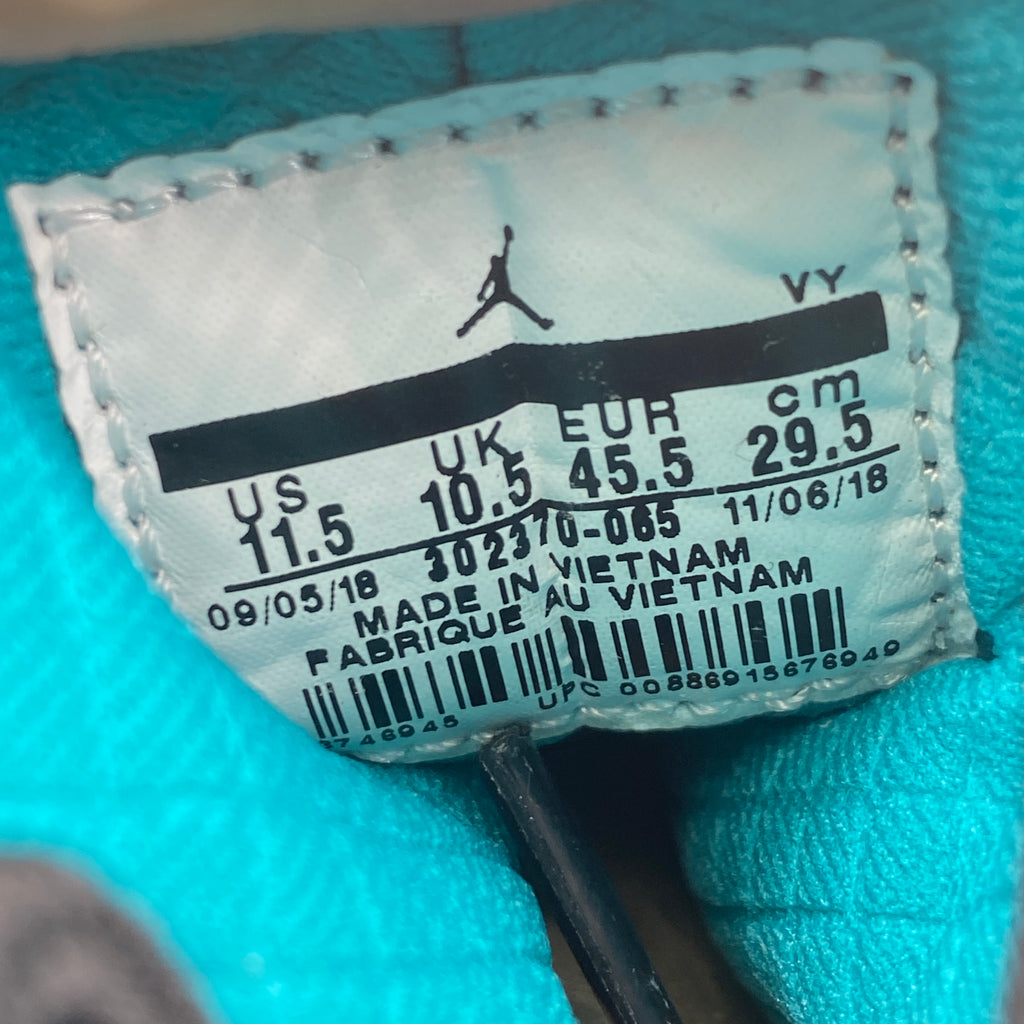 VY
US UK EUR cm
11.5 10.5 45.5 29.5
09/05/18 302370-065 11/06/18
MADE IN VIETNAM
FABRIQUE AU VIETNAM
UPC 00886915676949